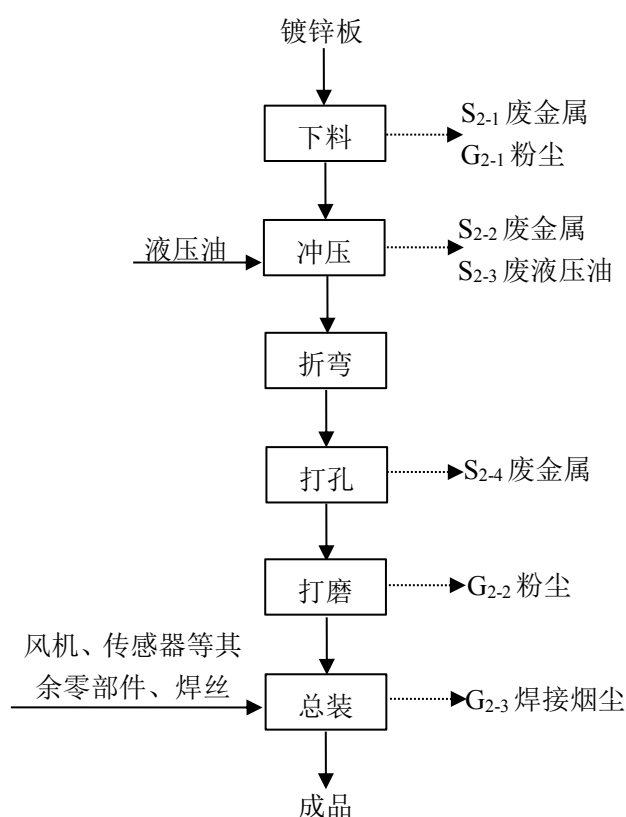 镀锌板
下料
S2-1 废金属
G2-1 粉尘
液压油
冲压
S2-2 废金属
S2-3 废液压油
折弯
打孔
S2-4 废金属
打磨
G2-2 粉尘
风机、传感器等其
余零部件、焊丝
总装
G2-3 焊接烟尘
成品